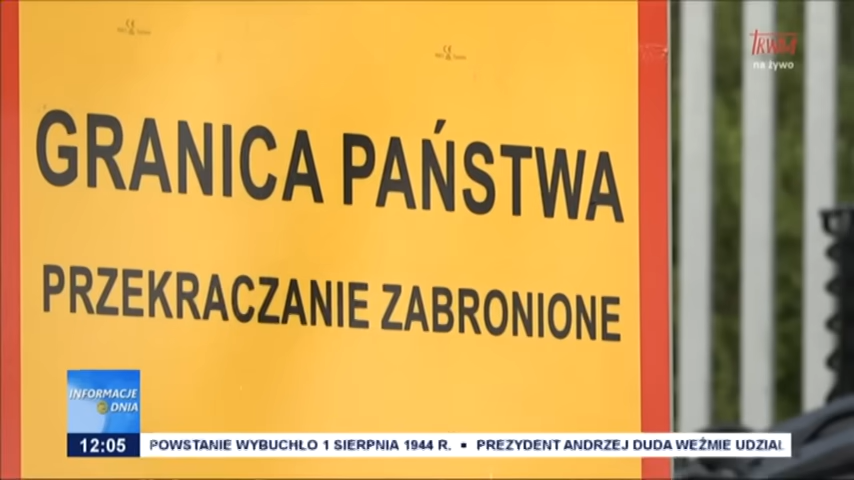 TRWAM
na żywo
GRANICA PAŃSTWA
PRZEKRACZANIE ZABRONIONE
INFORMACJE
DNIA
12:05
POWSTANIE WYBUCHŁO 1 SIERPNIA 1944 R. ▪ PREZYDENT ANDRZEJ DUDA WEŹMIE UDZIAŁ